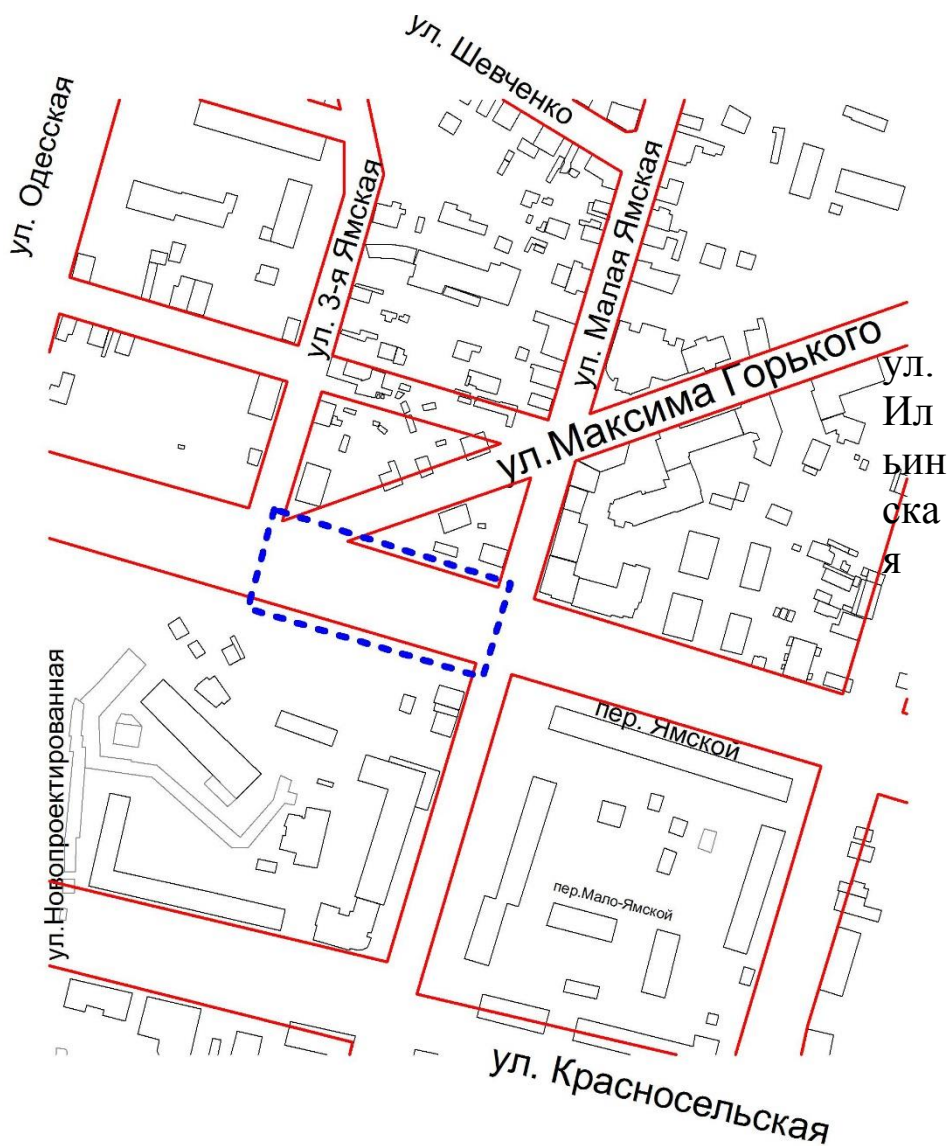 ул. Шевченко
ул. Одесская
ул. 3-я Ямская
ул. Малая Ямская
ул.Максима Горького
ул.
Ил
ьин
ска
я
ул.Новопроектированная
пер. Ямской
пер.Мало-Ямской
ул. Красносельская